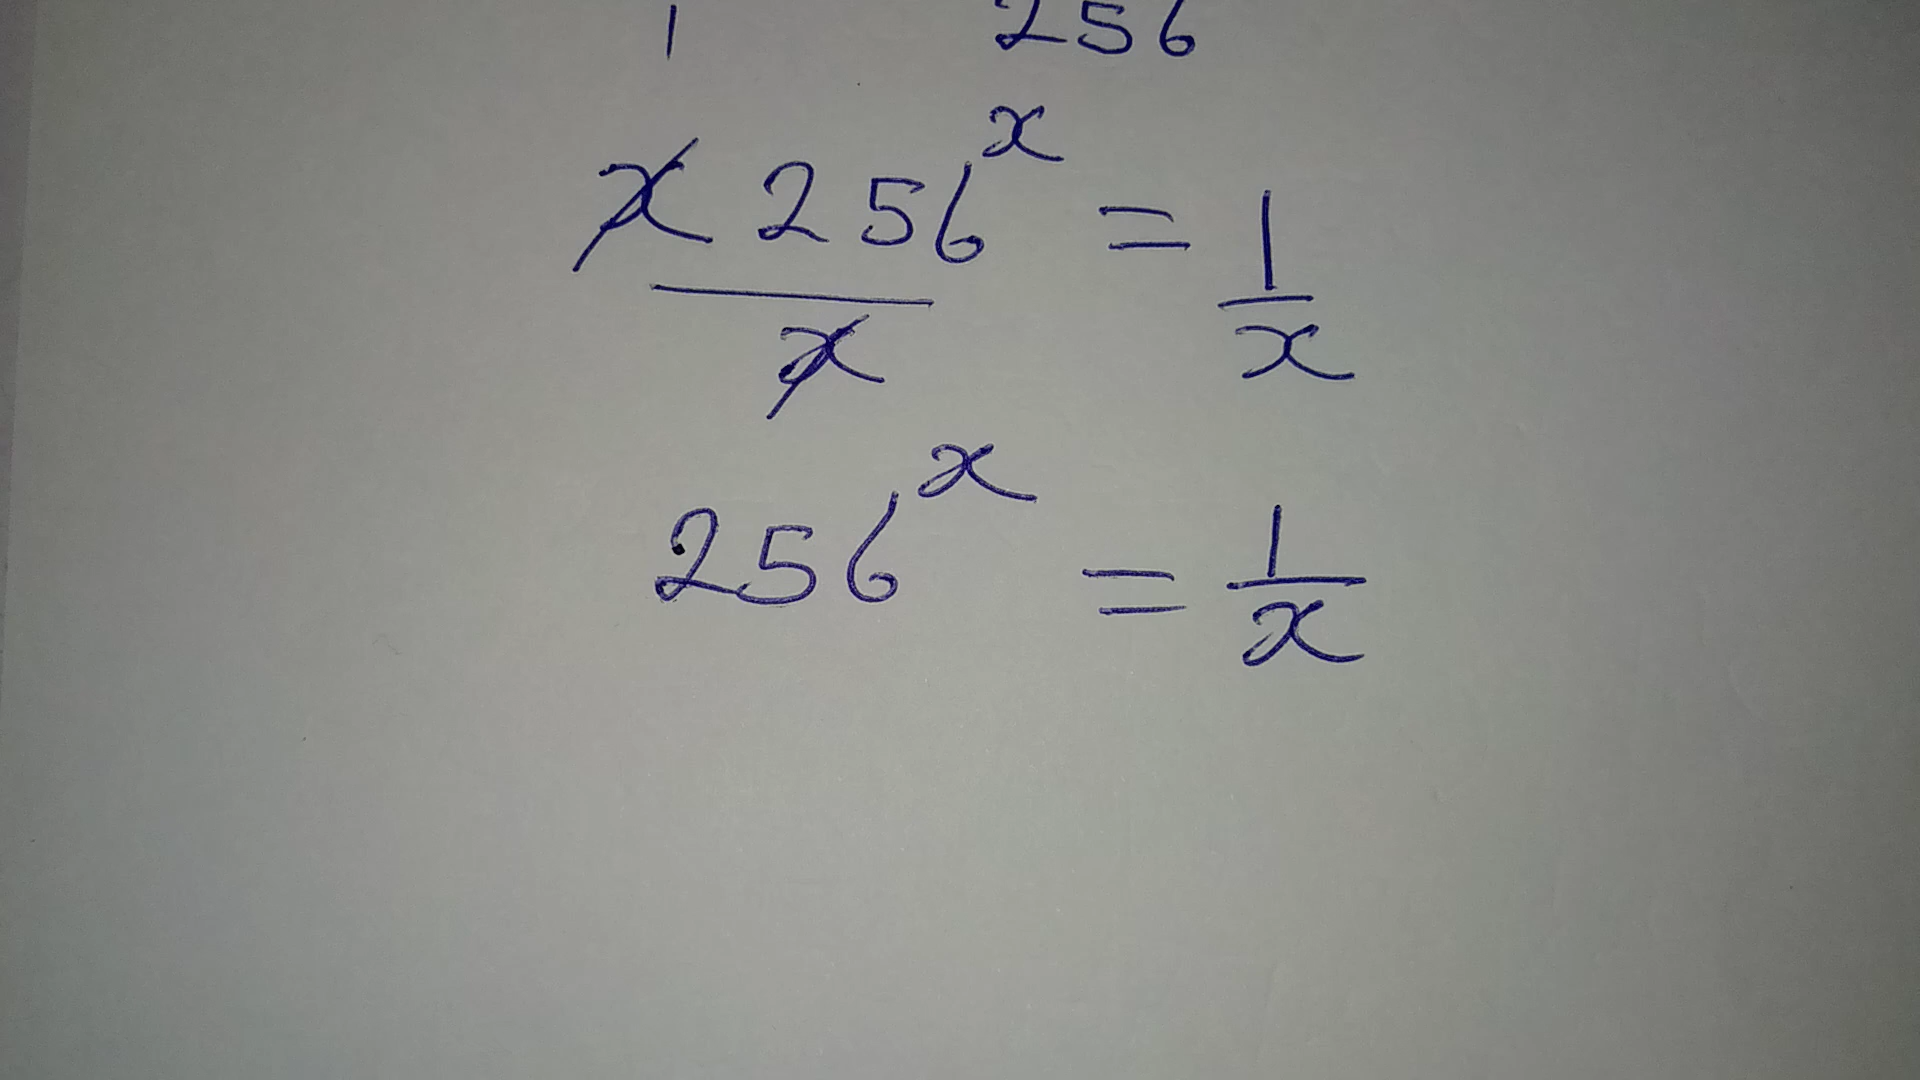 1 256
x 256^x / x = 1/x
256^x = 1/x